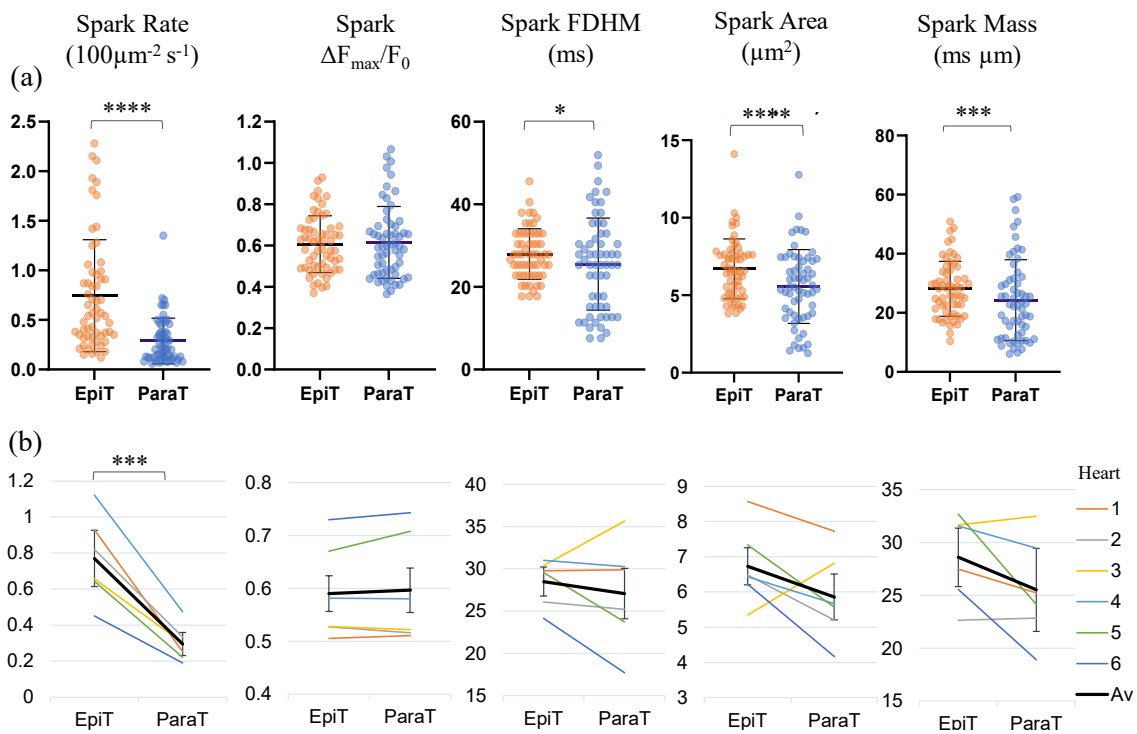 Spark Rate
(100µm⁻² s⁻¹)
Spark
ΔFmax/F0
Spark FDHM
(ms)
Spark Area
(µm²)
Spark Mass
(ms µm)
(a)
****
*
****
***
2.5
2.0
1.5
1.0
0.5
0.0
EpiT ParaT
1.2
1.0
0.8
0.6
0.4
0.2
0.0
EpiT ParaT
60
40
20
0
EpiT ParaT
15
10
5
0
EpiT ParaT
80
60
40
20
0
EpiT ParaT
(b)
***
1.2
1
0.8
0.6
0.4
0.2
0
EpiT ParaT
0.8
0.7
0.6
0.5
0.4
EpiT ParaT
40
35
30
25
20
15
EpiT ParaT
9
8
7
6
5
4
3
EpiT ParaT
35
30
25
20
15
EpiT ParaT
Heart
1
2
3
4
5
6
Av